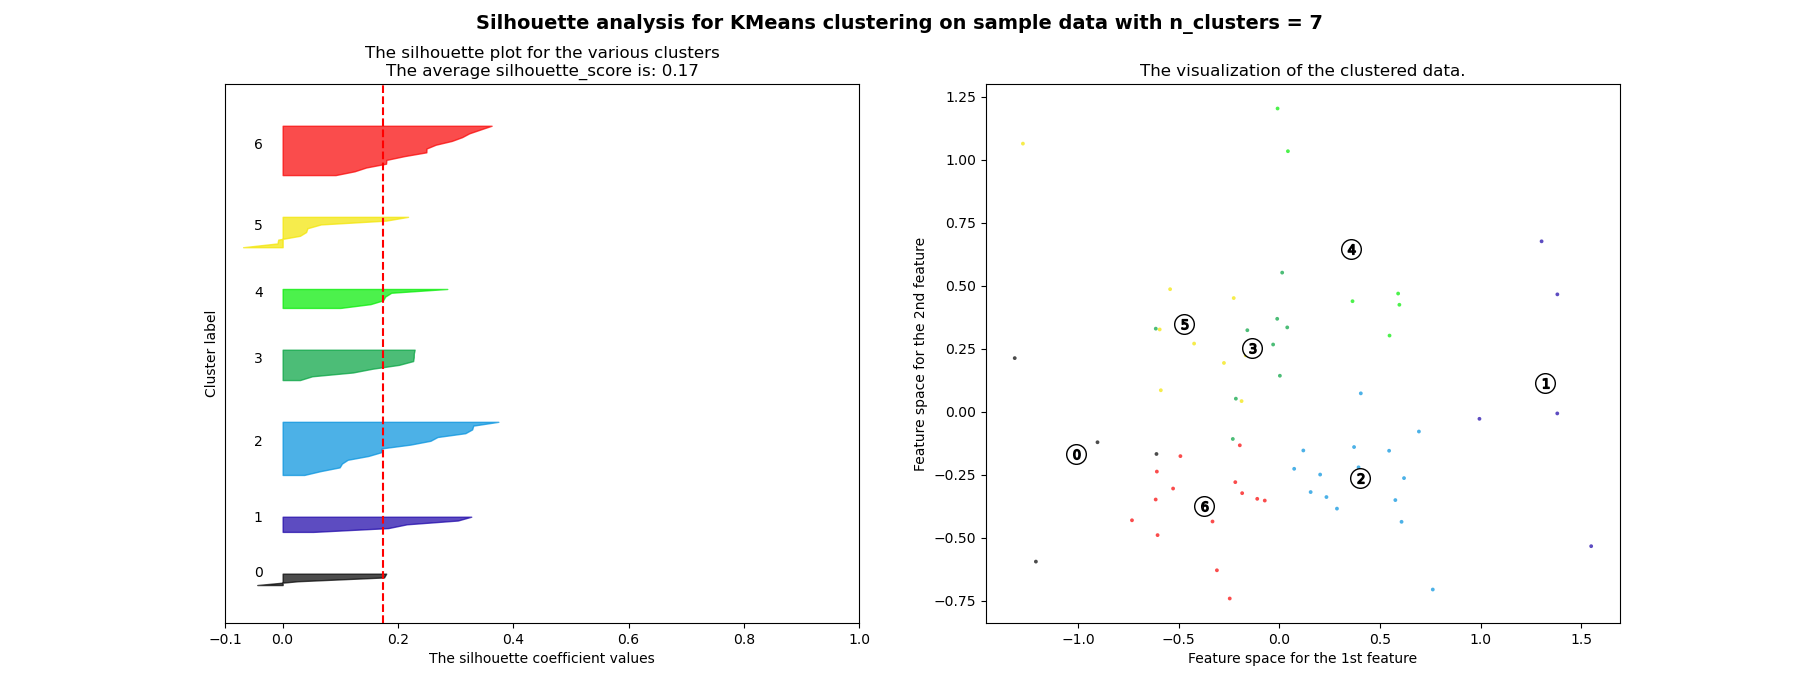 Silhouette analysis for KMeans clustering on sample data with n_clusters = 7
The silhouette plot for the various clusters
The average silhouette_score is: 0.17
6
5
4
3
2
1
0
Cluster label
−0.1 0.0 0.2 0.4 0.6 0.8 1.0
The silhouette coefficient values
The visualization of the clustered data.
1.25
1.00
0.75
0.50
0.25
0.00
−0.25
−0.50
−0.75
Feature space for the 2nd feature
4
5
3
1
0
2
6
−1.0 −0.5 0.0 0.5 1.0 1.5
Feature space for the 1st feature